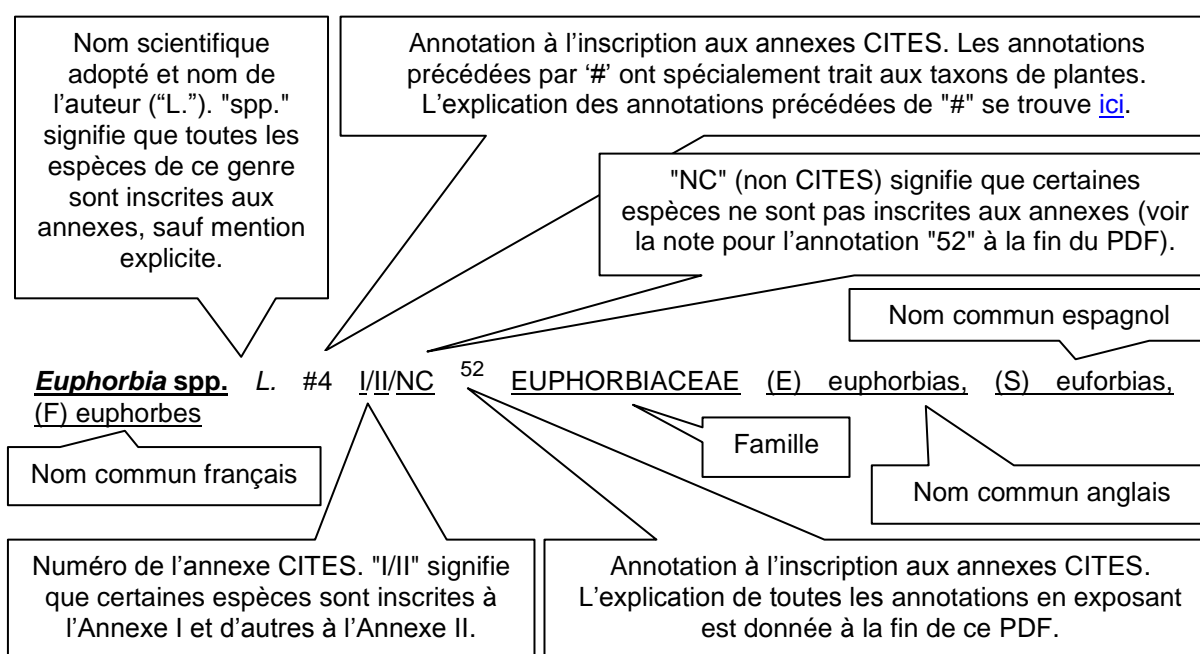 Nom scientifique
adopté et nom de
l’auteur (“L.”). "spp."
signifie que toutes les
espèces de ce genre
sont inscrites aux
annexes, sauf mention
explicite.
Annotation à l’inscription aux annexes CITES. Les annotations
précédées par ‘#’ ont spécialement trait aux taxons de plantes.
L’explication des annotations précédées de "#" se trouve ici.
"NC" (non CITES) signifie que certaines
espèces ne sont pas inscrites aux annexes (voir
la note pour l’annotation "52" à la fin du PDF).
Nom commun espagnol
Euphorbia spp. L. #4 I/II/NC 52 EUPHORBIACEAE (E) euphorbias, (S) euforbias,
(F) euphorbes
Famille
Nom commun français
Nom commun anglais
Numéro de l’annexe CITES. "I/II" signifie
que certaines espèces sont inscrites à
l’Annexe I et d’autres à l’Annexe II.
Annotation à l’inscription aux annexes CITES.
L’explication de toutes les annotations en exposant
est donnée à la fin de ce PDF.